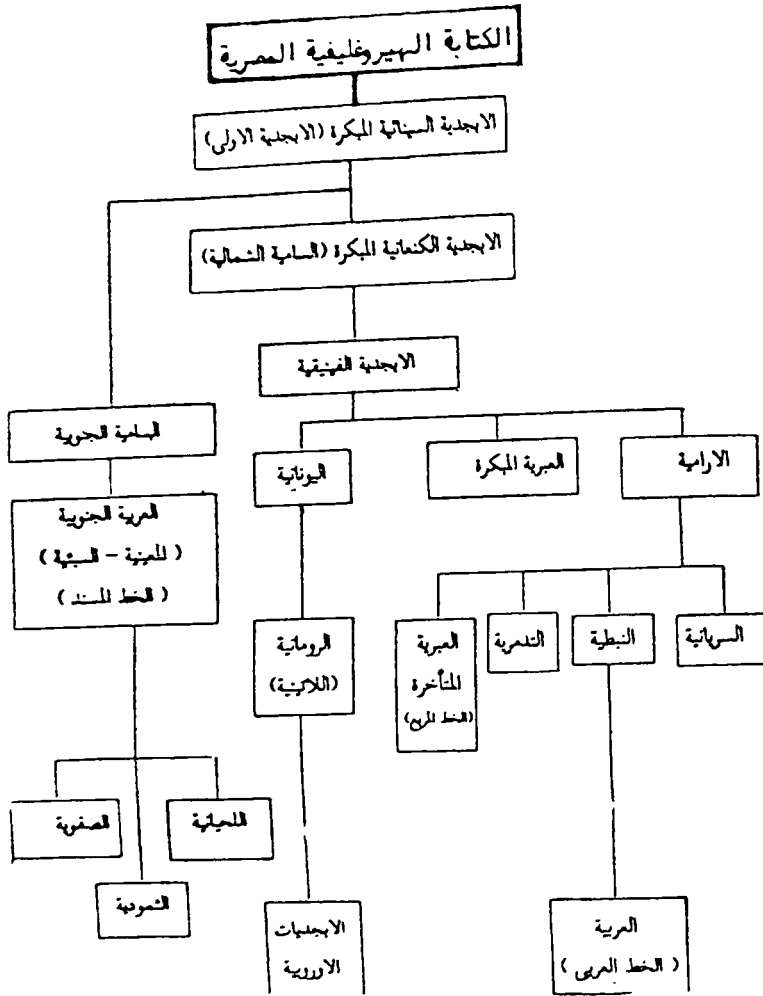 الكتابة الهيروغليفية المصرية
الابجدية السينائية المبكرة (الابجدية الاولى)
الابجدية الكنعانية المبكرة (السامية الشمالية)
الابجدية الفينيقية
السامية الجنوبية
اليونانية
العبرية المبكرة
الارامية
العربية الجنوبية
(المعينية – السبئية)
(الخط المسند)
الرومانية
(اللاتينية)
العبرية
المتأخرة
(الخط المربع)
التدمرية
النبطية
السريانية
الصفوية
اللحيانية
الثمودية
الابجديات
الاوروبية
العربية
(الخط العربي)